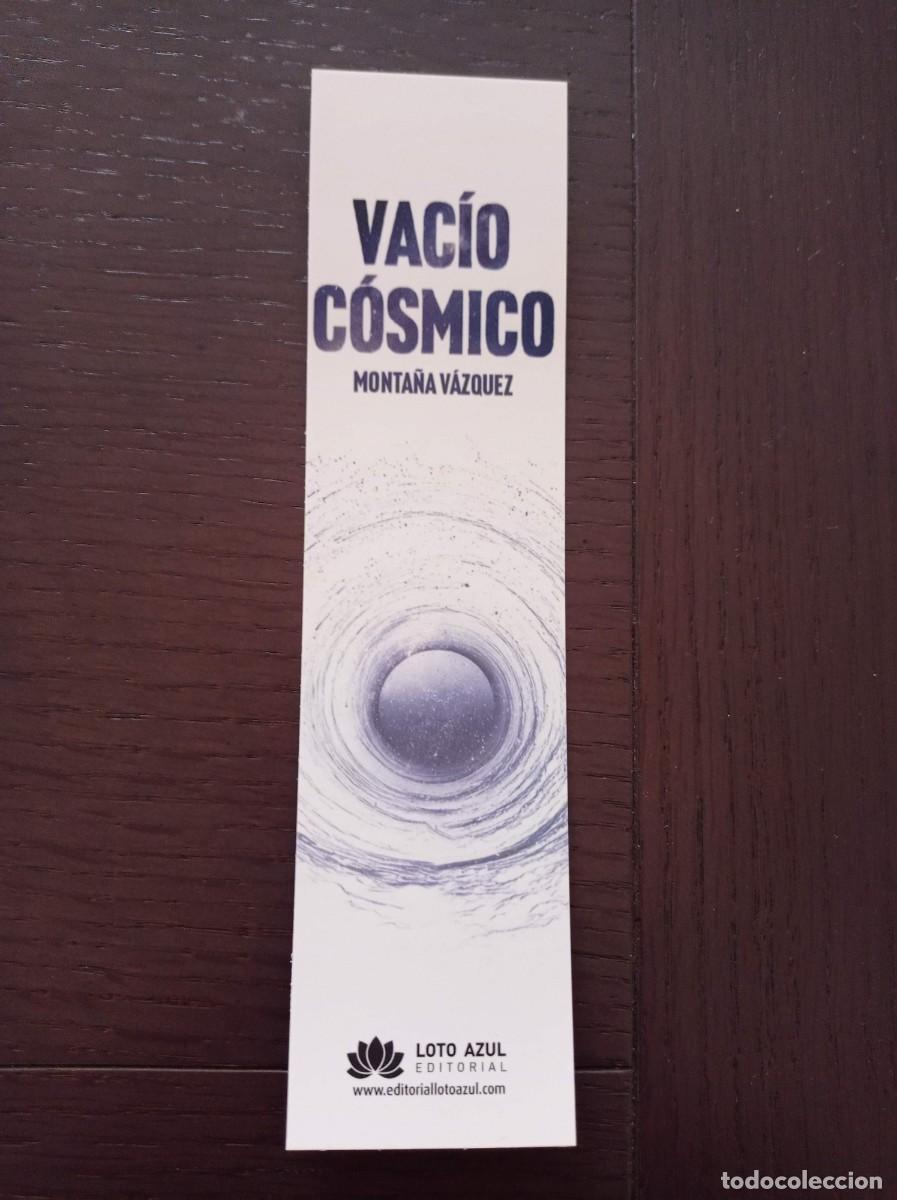 VACÍO
CÓSMICO
MONTAÑA VÁZQUEZ
LOTO AZUL
EDITORIAL
www.editoriallotoazul.com
todocoleccion